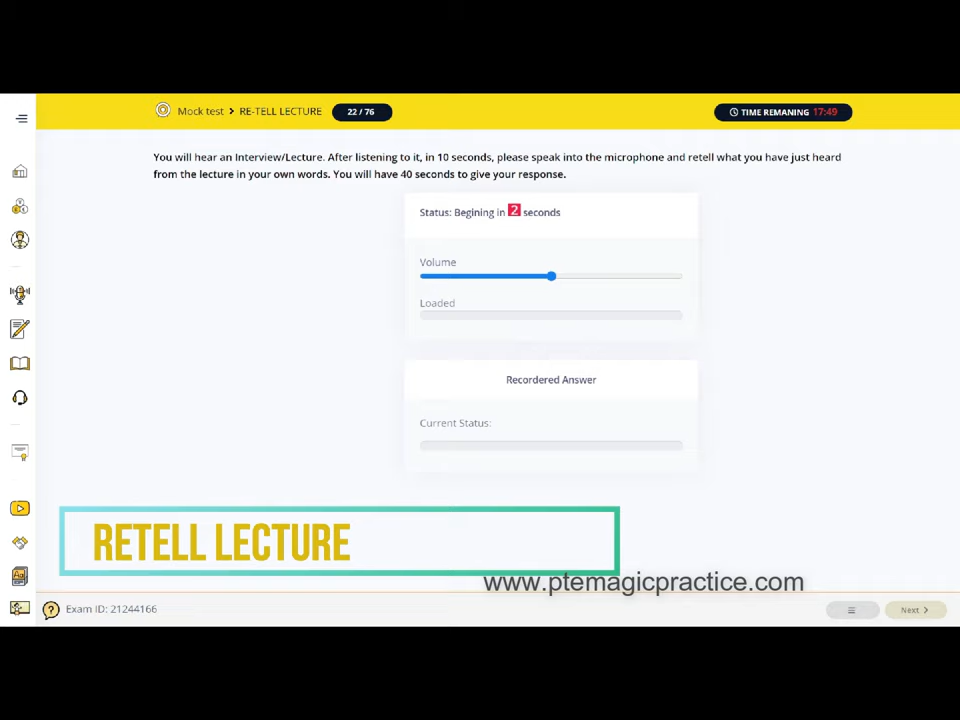 Mock test > RE-TELL LECTURE 22 / 76 TIME REMANING 17:49
You will hear an Interview/Lecture. After listening to it, in 10 seconds, please speak into the microphone and retell what you have just heard
from the lecture in your own words. You will have 40 seconds to give your response.
Status: Begining in 2 seconds
Volume
Loaded
Recordered Answer
Current Status:
RETELL LECTURE
www.ptemagicpractice.com
Exam ID: 21244166
Next >